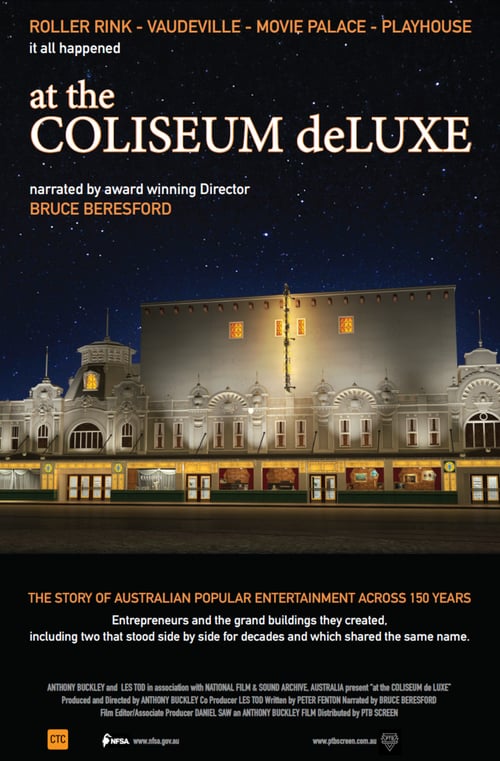 ROLLER RINK - VAUDEVILLE - MOVIE PALACE - PLAYHOUSE
it all happened
at the
COLISEUM deLUXE
narrated by award winning Director
BRUCE BERESFORD
THE STORY OF AUSTRALIAN POPULAR ENTERTAINMENT ACROSS 150 YEARS
Entrepreneurs and the grand buildings they created,
including two that stood side by side for decades and which shared the same name.
ANTHONY BUCKLEY and LES TOD in association with NATIONAL FILM & SOUND ARCHIVE, AUSTRALIA present "at the COLISEUM de LUXE"
Produced and Directed by ANTHONY BUCKLEY Co Producer LES TOD Written by PETER FENTON Narrated by BRUCE BERESFORD
Film Editor/Associate Producer DANIEL SAW an ANTHONY BUCKLEY FILM Distributed by PTB SCREEN
CTC NFSA www.nfsa.gov.au www.ptbscreen.com.au